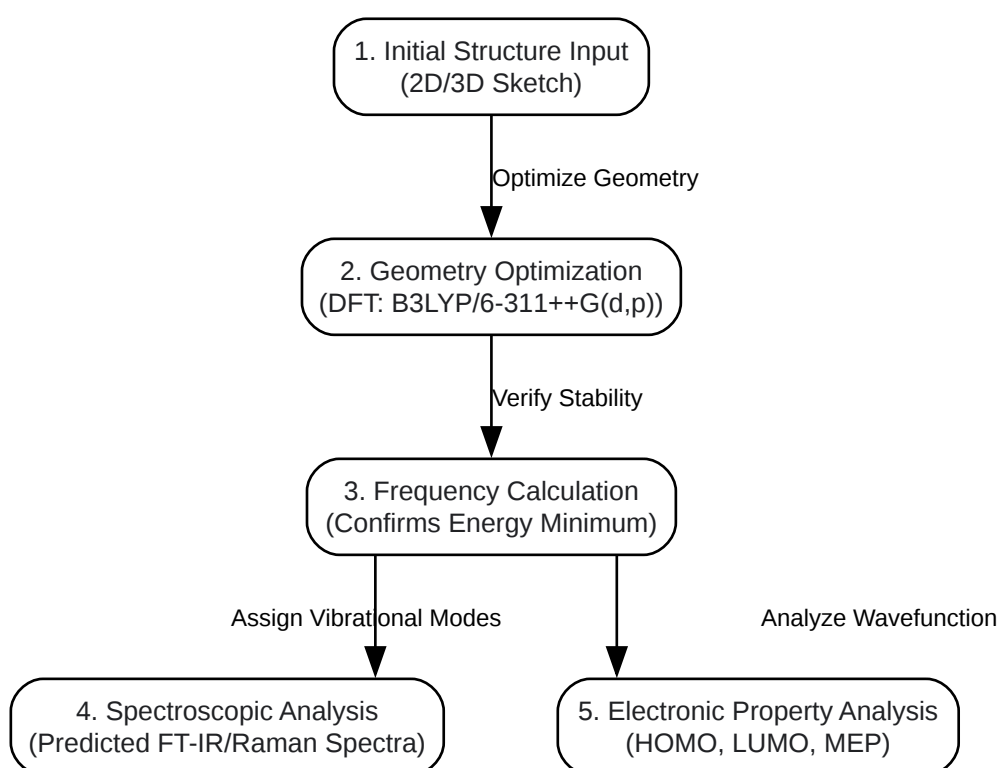 1. Initial Structure Input
(2D/3D Sketch)
Optimize Geometry
2. Geometry Optimization
(DFT: B3LYP/6-311++G(d,p))
Verify Stability
3. Frequency Calculation
(Confirms Energy Minimum)
Assign Vibrational Modes
Analyze Wavefunction
4. Spectroscopic Analysis
(Predicted FT-IR/Raman Spectra)
5. Electronic Property Analysis
(HOMO, LUMO, MEP)